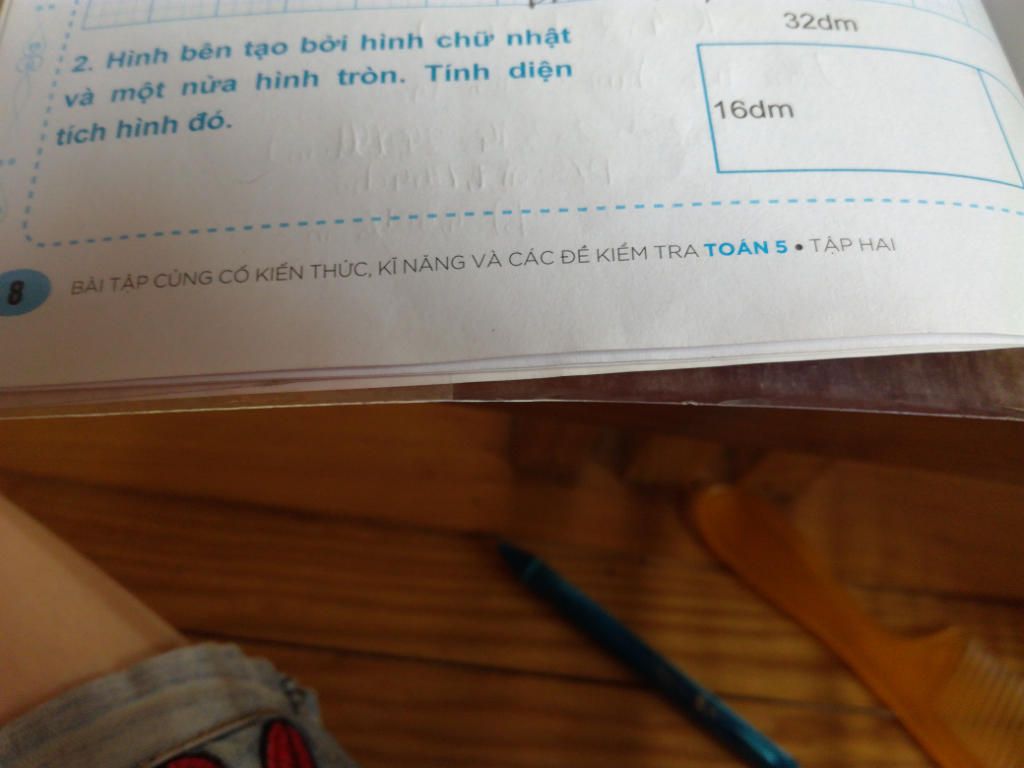 32dm
2. Hình bên tạo bởi hình chữ nhật
và một nửa hình tròn. Tính diện
tích hình đó.
16dm
8 BÀI TẬP CỦNG CỐ KIẾN THỨC, KĨ NĂNG VÀ CÁC ĐỀ KIỂM TRA TOÁN 5 • TẬP HAI